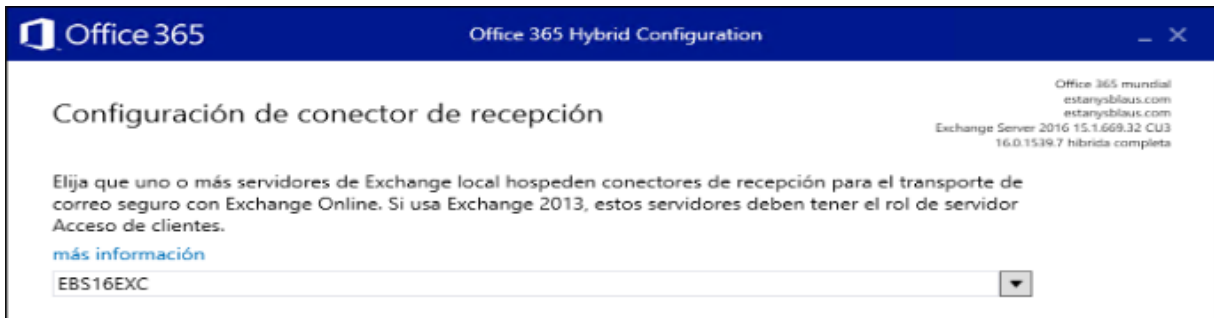 Office 365
Office 365 Hybrid Configuration
Configuración de conector de recepción
Office 365 mundial
estanysblaus.com
estanysblaus.com
Exchange Server 2016 15.1.669.32 CU3
16.0.1539.7 híbrida completa
Elija que uno o más servidores de Exchange local hospeden conectores de recepción para el transporte de
correo seguro con Exchange Online. Si usa Exchange 2013, estos servidores deben tener el rol de servidor
Acceso de clientes.
más información
EBS16EXC